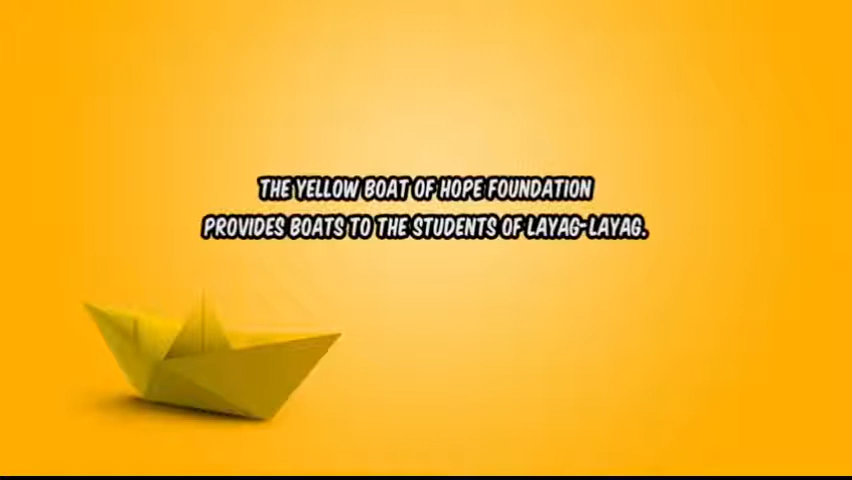 THE YELLOW BOAT OF HOPE FOUNDATION
PROVIDES BOATS TO THE STUDENTS OF LAYAG-LAYAG.